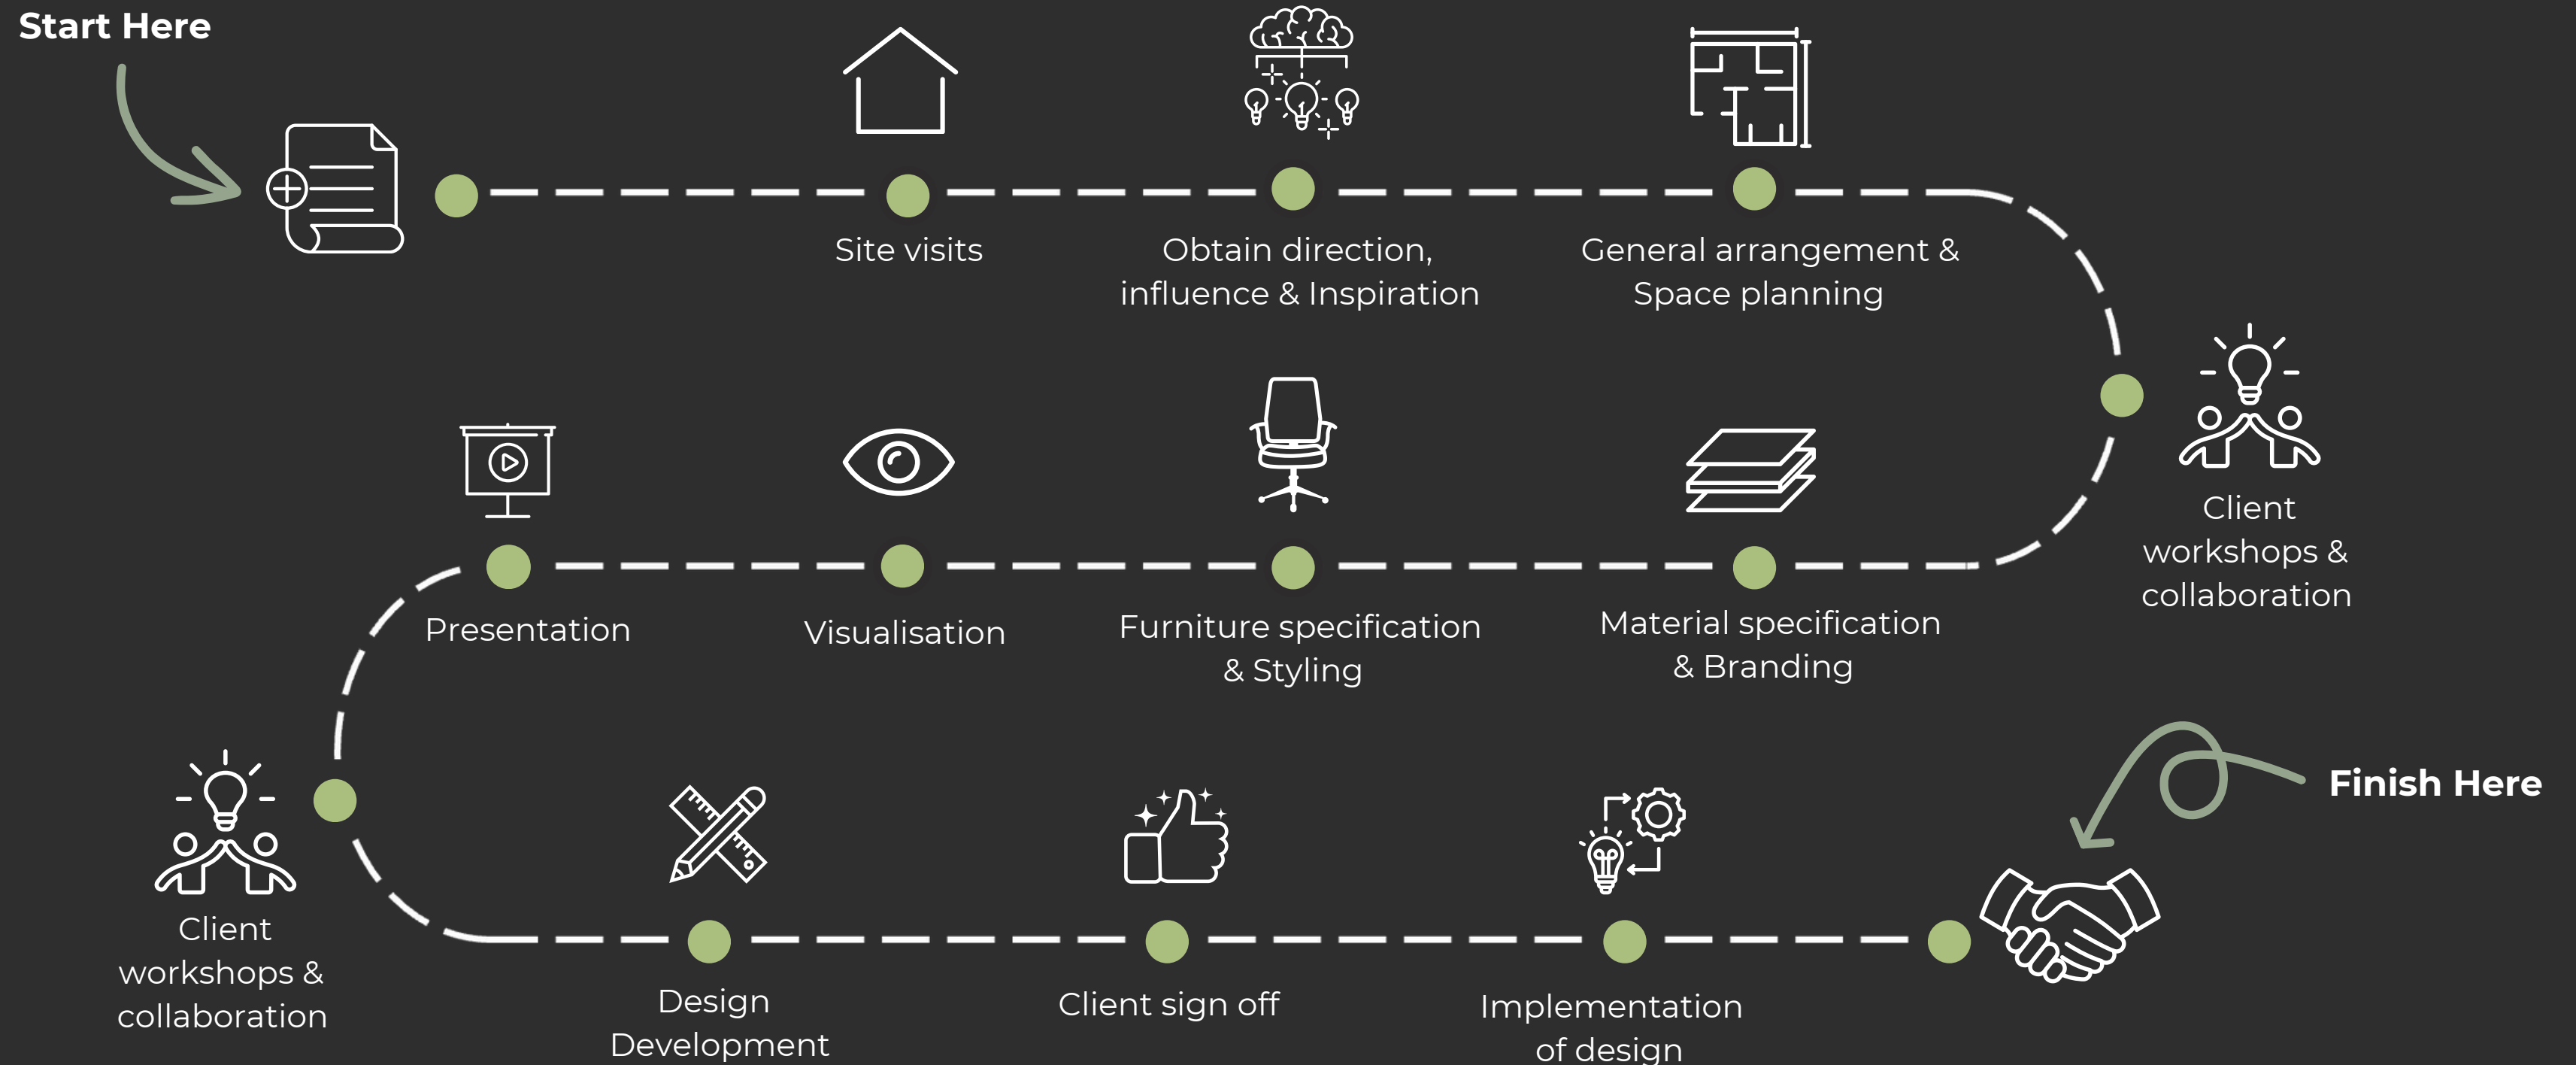 Start Here
Site visits
Obtain direction,
influence & Inspiration
General arrangement &
Space planning
Client
workshops &
collaboration
Material specification
& Branding
Furniture specification
& Styling
Visualisation
Presentation
Client
workshops &
collaboration
Design
Development
Client sign off
Implementation
of design
Finish Here